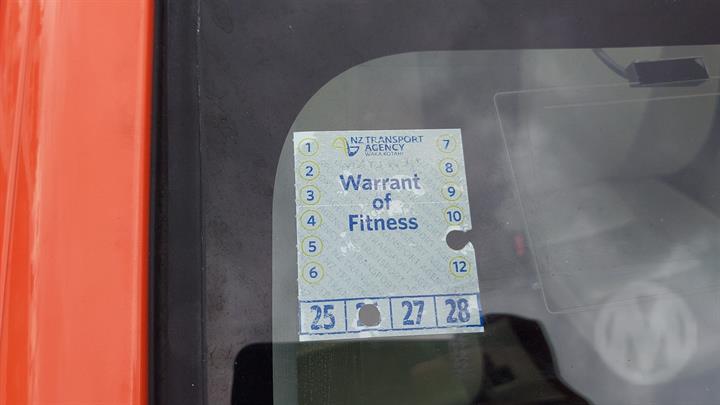 NZ TRANSPORT
AGENCY
WAKA KOTAHI
1 7
2 8
3 9
4 10
5
6 12
Warrant
of
Fitness
25 27 28
M